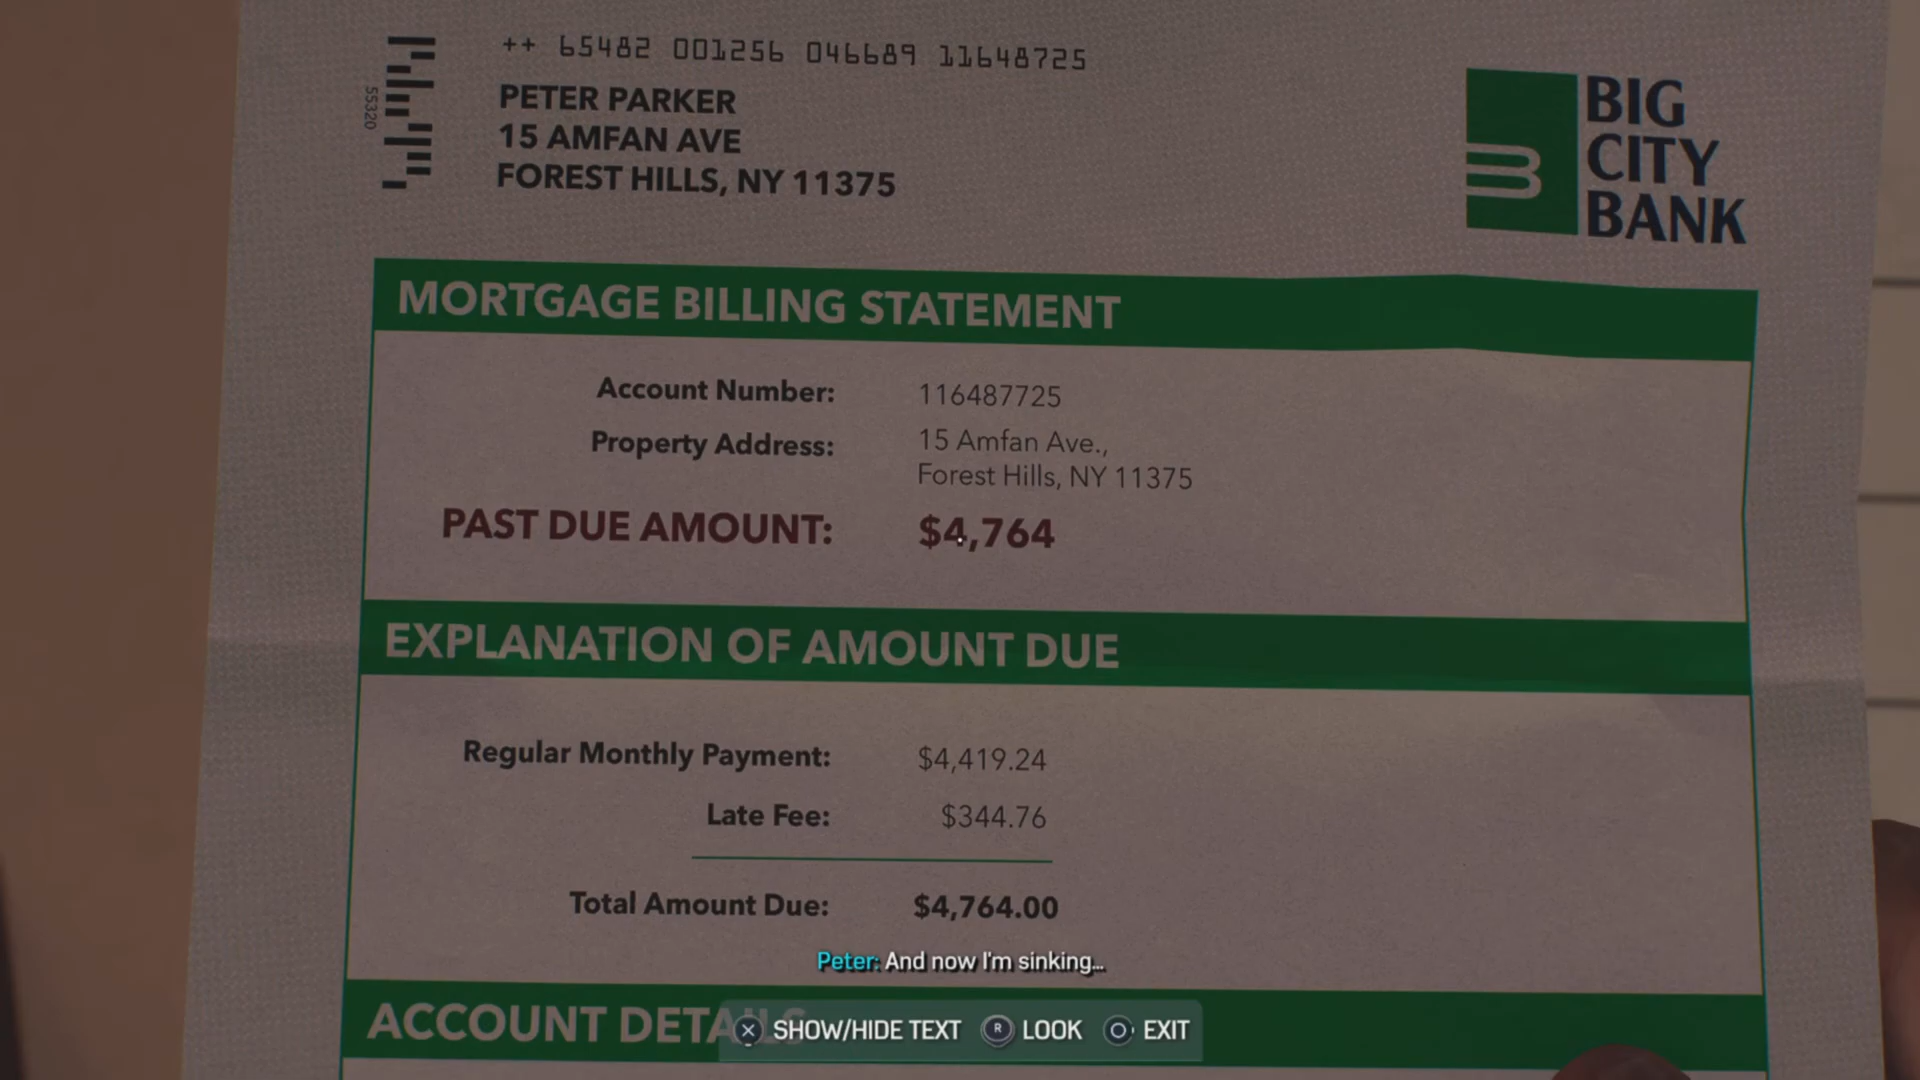 ++ 65482 001256 046689 11648725
55320
PETER PARKER
15 AMFAN AVE
FOREST HILLS, NY 11375
BIG
CITY
BANK
MORTGAGE BILLING STATEMENT
Account Number: 116487725
Property Address: 15 Amfan Ave.,
Forest Hills, NY 11375
PAST DUE AMOUNT: $4,764
EXPLANATION OF AMOUNT DUE
Regular Monthly Payment: $4,419.24
Late Fee: $344.76
Total Amount Due: $4,764.00
Peter: And now I'm sinking...
ACCOUNT DETAILS
SHOW/HIDE TEXT R LOOK EXIT